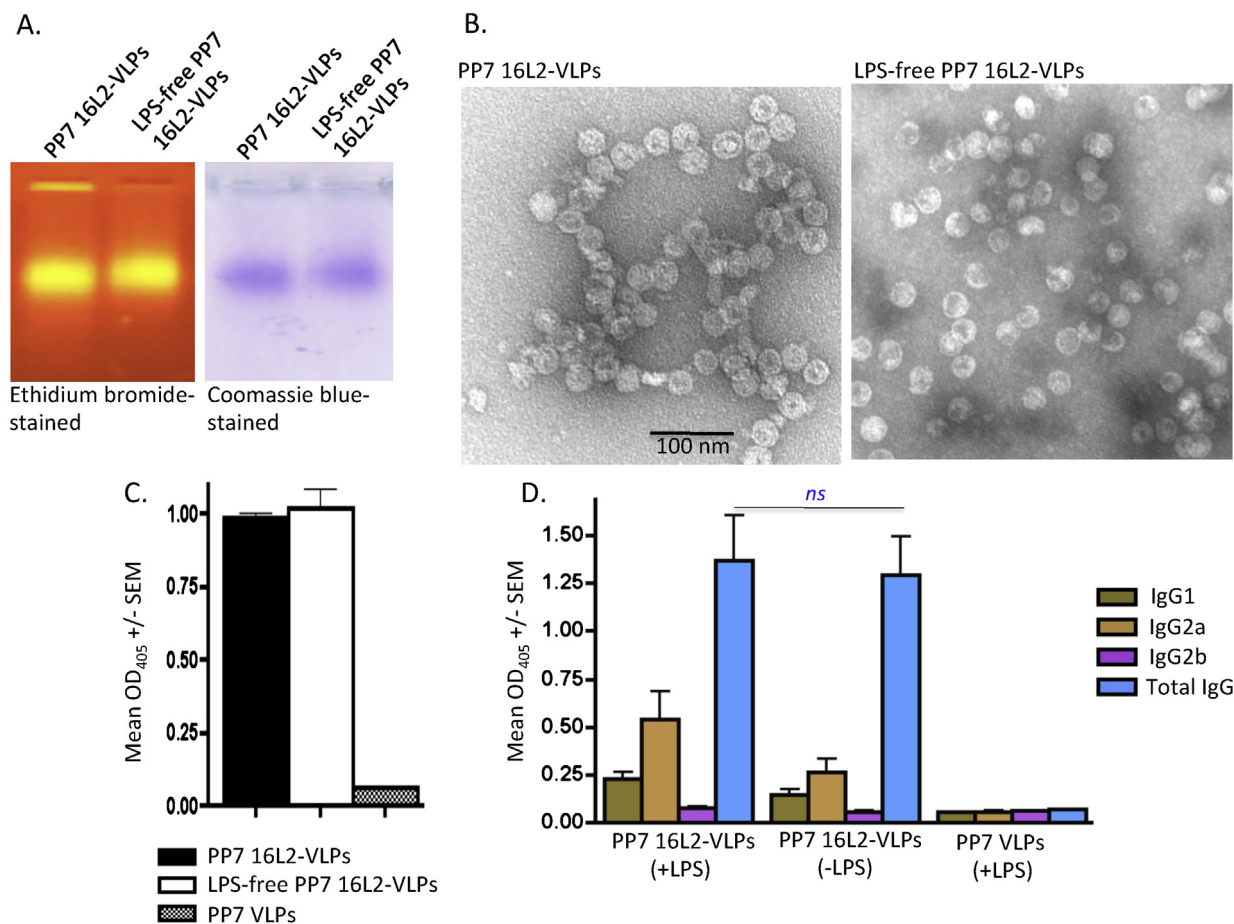 A.
PP7 16L2-VLPs
LPS-free PP7
16L2-VLPs
PP7 16L2-VLPs
LPS-free PP7
16L2-VLPs
Ethidium bromide-
stained
Coomassie blue-
stained
B.
PP7 16L2-VLPs
LPS-free PP7 16L2-VLPs
100 nm
C.
Mean OD405 +/- SEM
1.00
0.75
0.50
0.25
0.00
PP7 16L2-VLPs
LPS-free PP7 16L2-VLPs
PP7 VLPs
D.
ns
Mean OD405 +/- SEM
1.50
1.25
1.00
0.75
0.50
0.25
0.00
PP7 16L2-VLPs
(+LPS)
PP7 16L2-VLPs
(-LPS)
PP7 VLPs
(+LPS)
IgG1
IgG2a
IgG2b
Total IgG